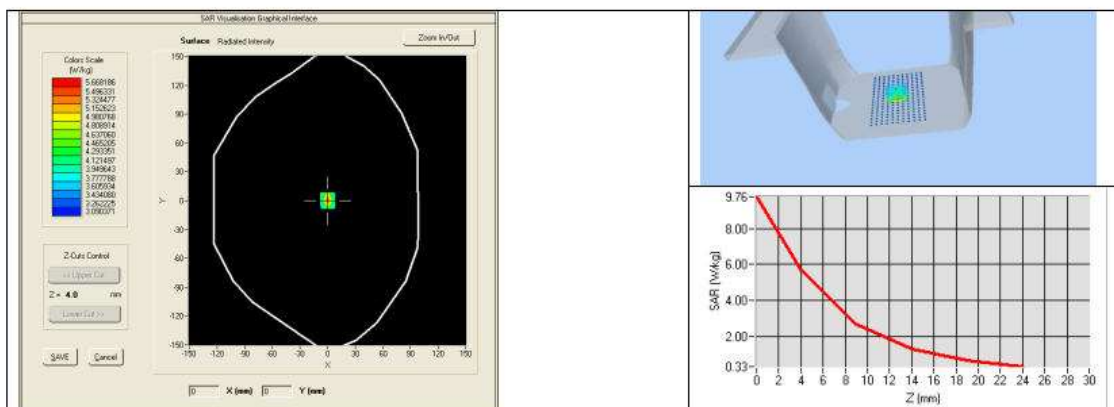 SAR Visualisation Graphical Interface
Surface Radiated Intensity
Zoom In/Out
Colors Scale
(W/kg)
5.668186
5.496331
5.324477
5.152623
4.980768
4.808914
4.637060
4.465205
4.293351
4.121497
3.949643
3.777788
3.605934
3.434080
3.262225
3.090371
Z-Cuts Control
<< Upper Cut
Z = 4.0 mm
Lower Cut >>
SAVE Cancel
150-
120-
90-
60-
30-
0-
-30-
-60-
-90-
-120-
-150-
Y
-150 -120 -90 -60 -30 0 30 60 90 120 150
X
0 X (mm) 0 Y (mm)
9.76-
8.00-
6.00-
4.00-
2.00-
0.33-
SAR (W/kg)
0 2 4 6 8 10 12 14 16 18 20 22 24 26 28 30
Z (mm)